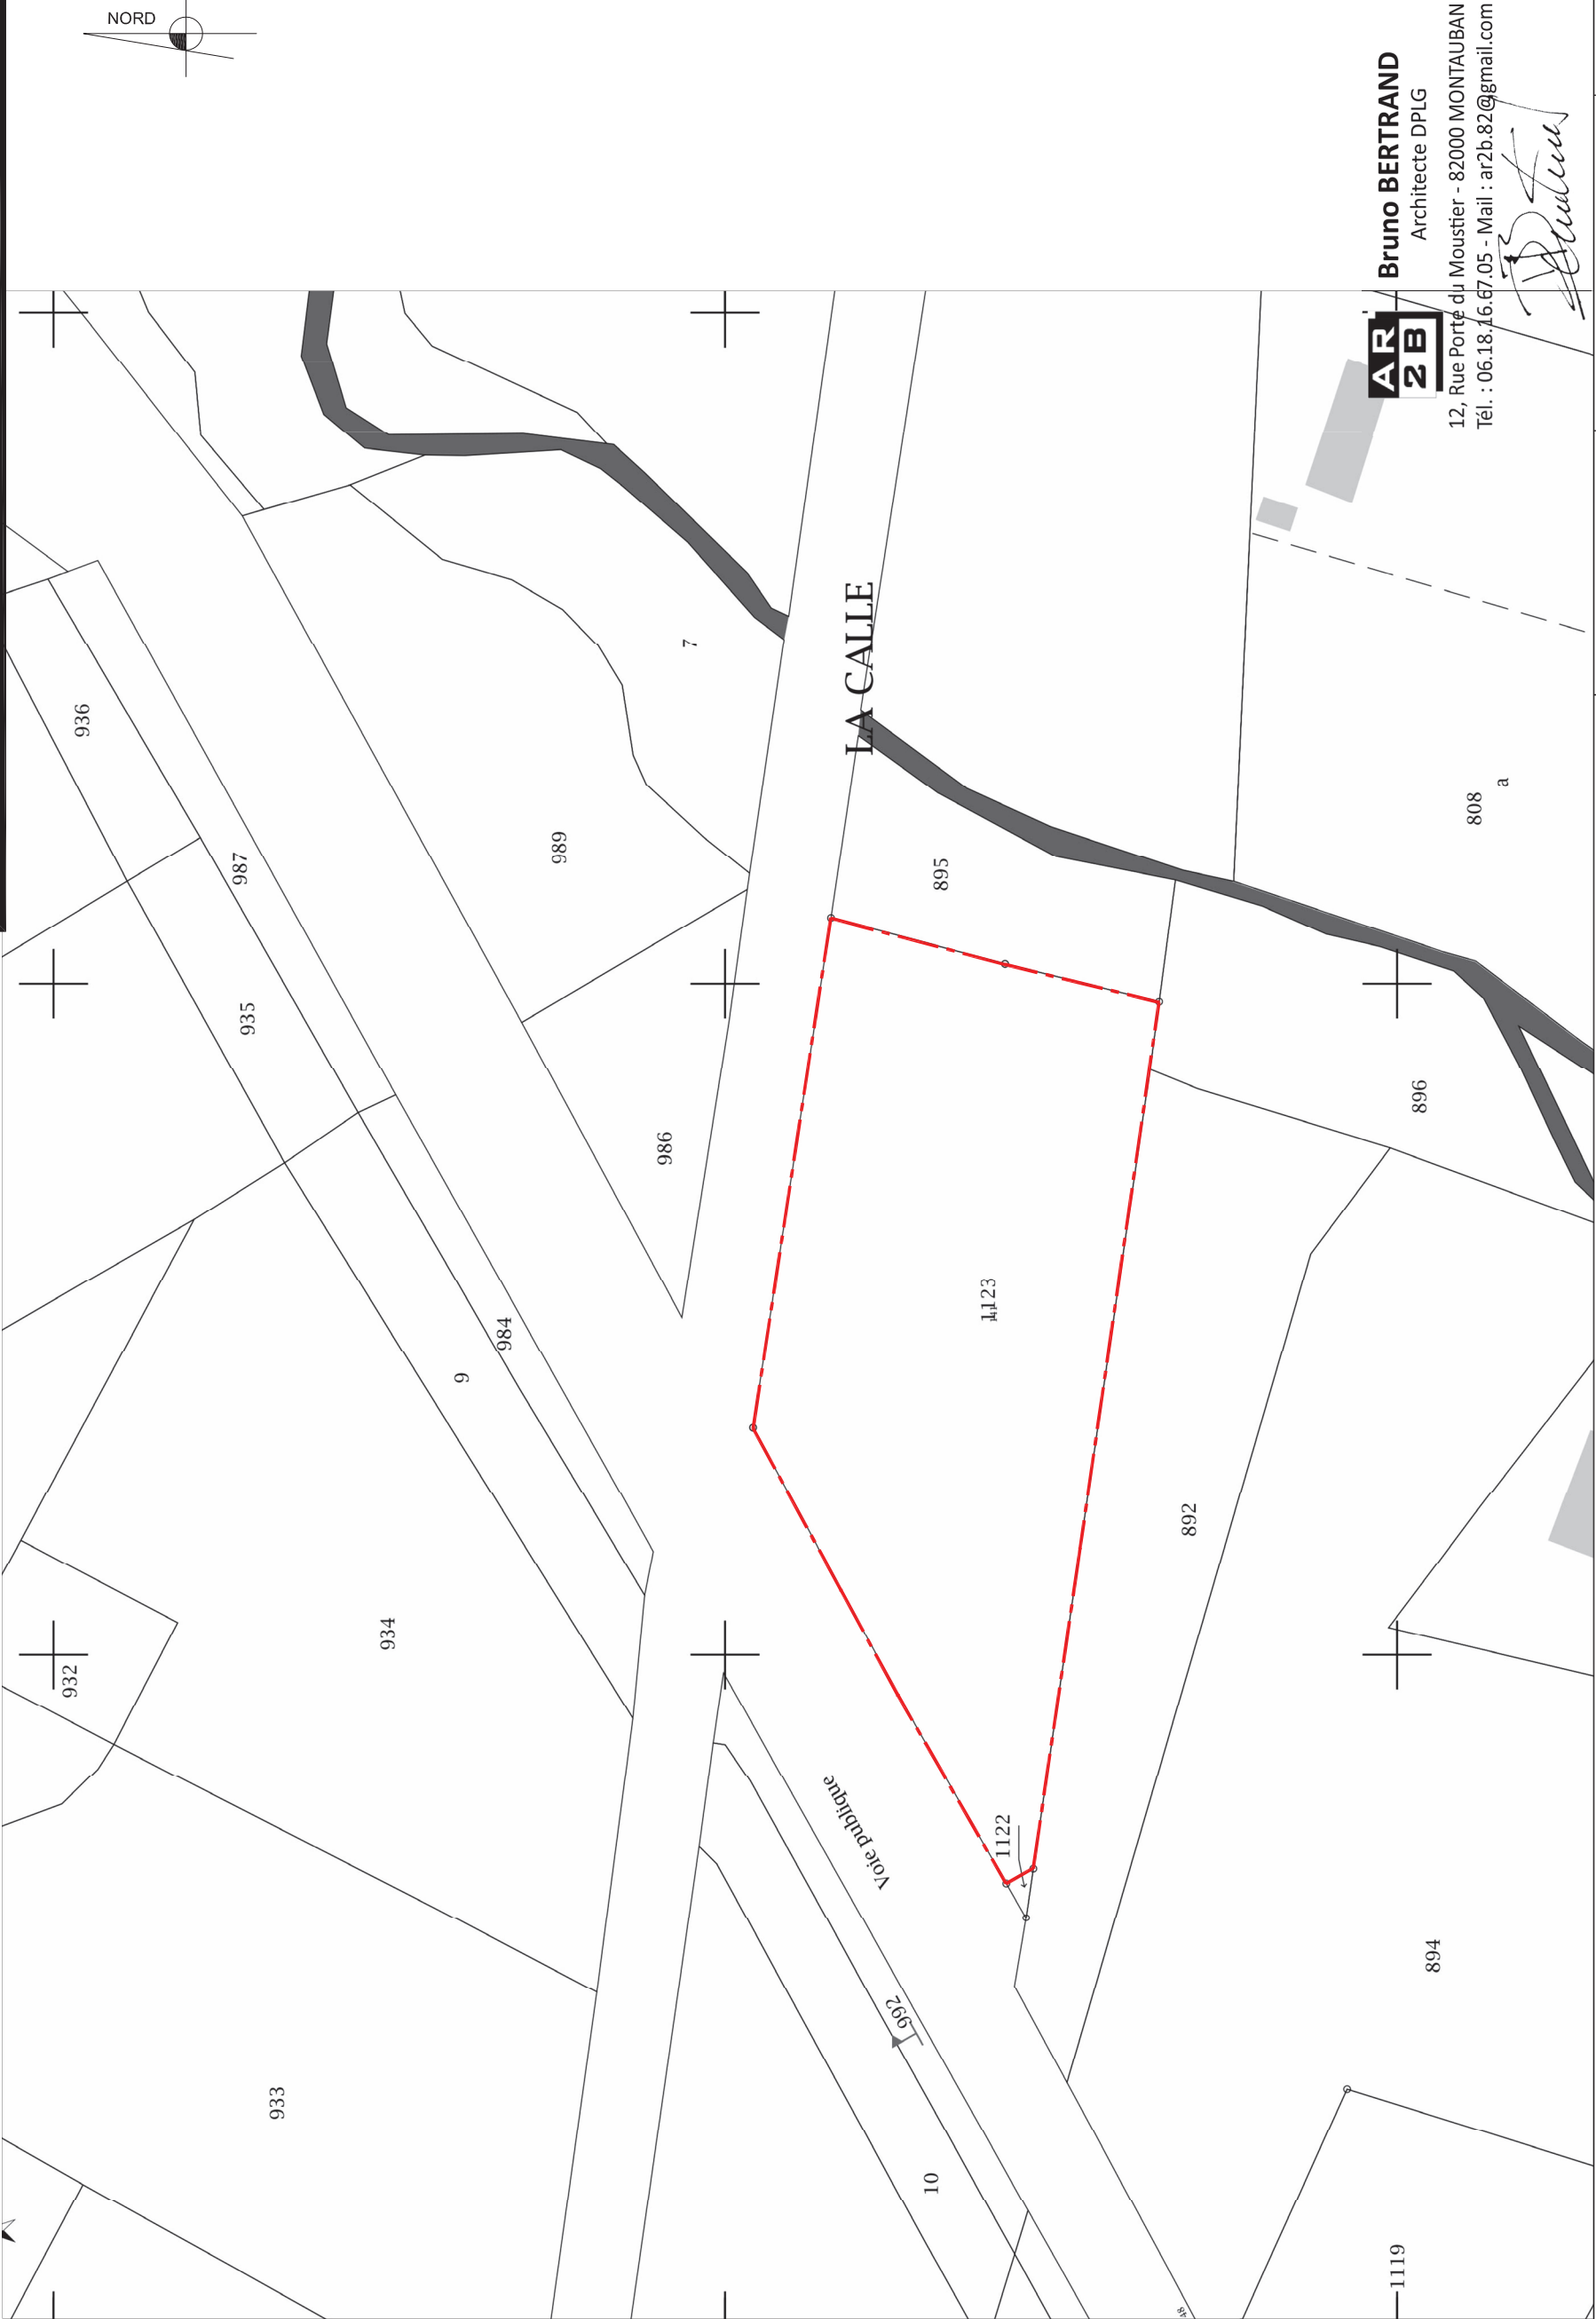 NORD
Bruno BERTRAND
Architecte DPLG
12, Rue Porte du Moustier - 82000 MONTAUBAN
Tél. : 06.18.16.67.05 - Mail : ar2b.82@gmail.com
AR
2B
LA CALLE
7
936
987
989
895
808
a
935
986
896
1123
984
9
892
934
932
1122
Voie publique
992
894
933
10
1119
48